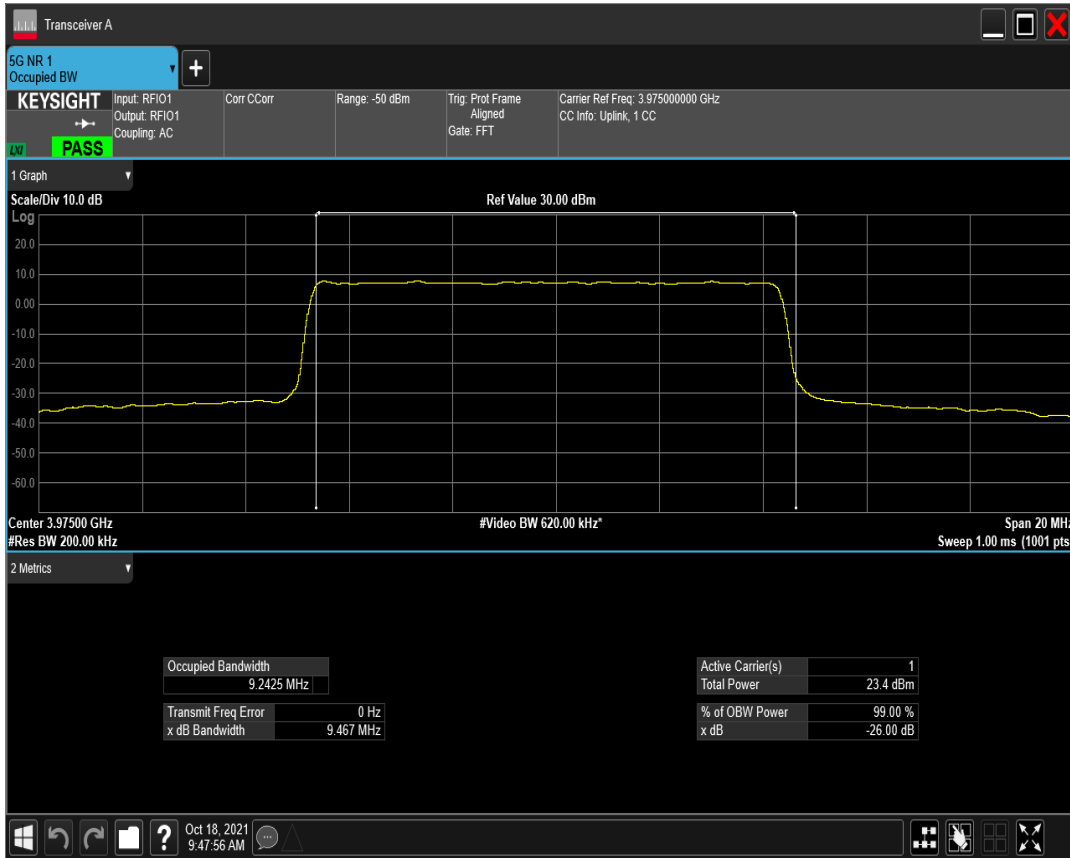 Transceiver A
5G NR 1
Occupied BW
+
KEYSIGHT
Input: RFIO1
Output: RFIO1
Coupling: AC
Corr CCorr
Range: -50 dBm
Trig: Prot Frame
Aligned
Gate: FFT
Carrier Ref Freq: 3.975000000 GHz
CC Info: Uplink, 1 CC
LXI
PASS
1 Graph
Scale/Div 10.0 dB
Ref Value 30.00 dBm
Log
20.0
10.0
0.00
-10.0
-20.0
-30.0
-40.0
-50.0
-60.0
Center 3.97500 GHz
#Video BW 620.00 kHz*
Span 20 MHz
#Res BW 200.00 kHz
Sweep 1.00 ms (1001 pts
2 Metrics
Occupied Bandwidth
9.2425 MHz
Transmit Freq Error 0 Hz
x dB Bandwidth 9.467 MHz
Active Carrier(s) 1
Total Power 23.4 dBm
% of OBW Power 99.00 %
x dB -26.00 dB
?
Oct 18, 2021
9:47:56 AM